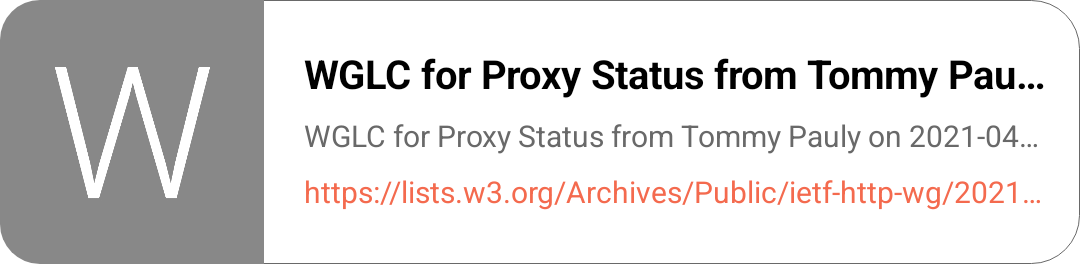 W
WGLC for Proxy Status from Tommy Pau...
WGLC for Proxy Status from Tommy Pauly on 2021-04...
https://lists.w3.org/Archives/Public/ietf-http-wg/2021...